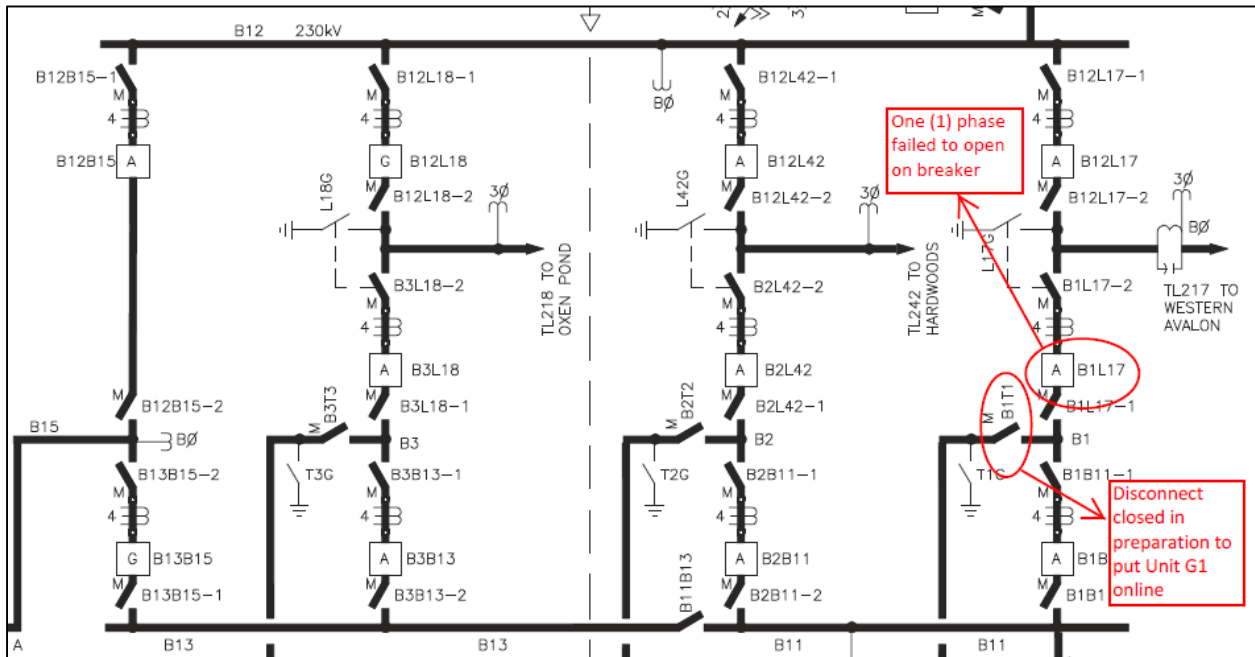 B12 230kV
B12B15-1
M
4
B12B15
A
B12B15-2
M
B15
BØ
B13B15-2
M
4
G
B13B15
M
B13B15-1
A
B13
B12L18-1
M
4
G
B12L18
M
B12L18-2
L18G
3Ø
TL218 TO
OXEN POND
B3L18-2
M
4
A
B3L18
M
B3L18-1
B3T3
M
B3
T3G
B3B13-1
M
4
A
B3B13
M
B3B13-2
B13
B11B13
BØ
B12L42-1
M
4
A
B12L42
M
B12L42-2
L42G
3Ø
TL242 TO
HARDWOODS
B2L42-2
M
4
A
B2L42
M
B2L42-1
B2T2
M
B2
T2G
B2B11-1
M
4
A
B2B11
M
B2B11-2
B11
M
One (1) phase
failed to open
on breaker
B12L17-1
M
4
A
B12L17
M
B12L17-2
L17G
3Ø
BØ
TL217 TO
WESTERN
AVALON
B1L17-2
M
4
A
B1L17
M
B1L17-1
B1T1
M
B1
T1G
B1B11-1
M
4
A
B1B
M
B1B1
B11
Disconnect
closed in
preparation to
put Unit G1
online